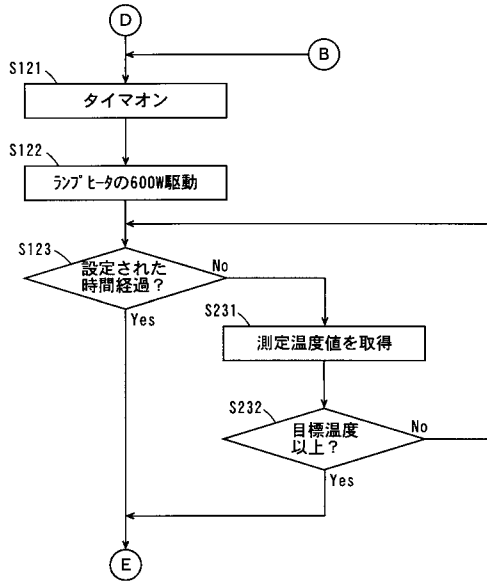 D
B
S121
タイマオン
S122
ランプヒータの600W駆動
S123
設定された
時間経過？
No
Yes
S231
測定温度値を取得
S232
目標温度
以上？
No
Yes
E